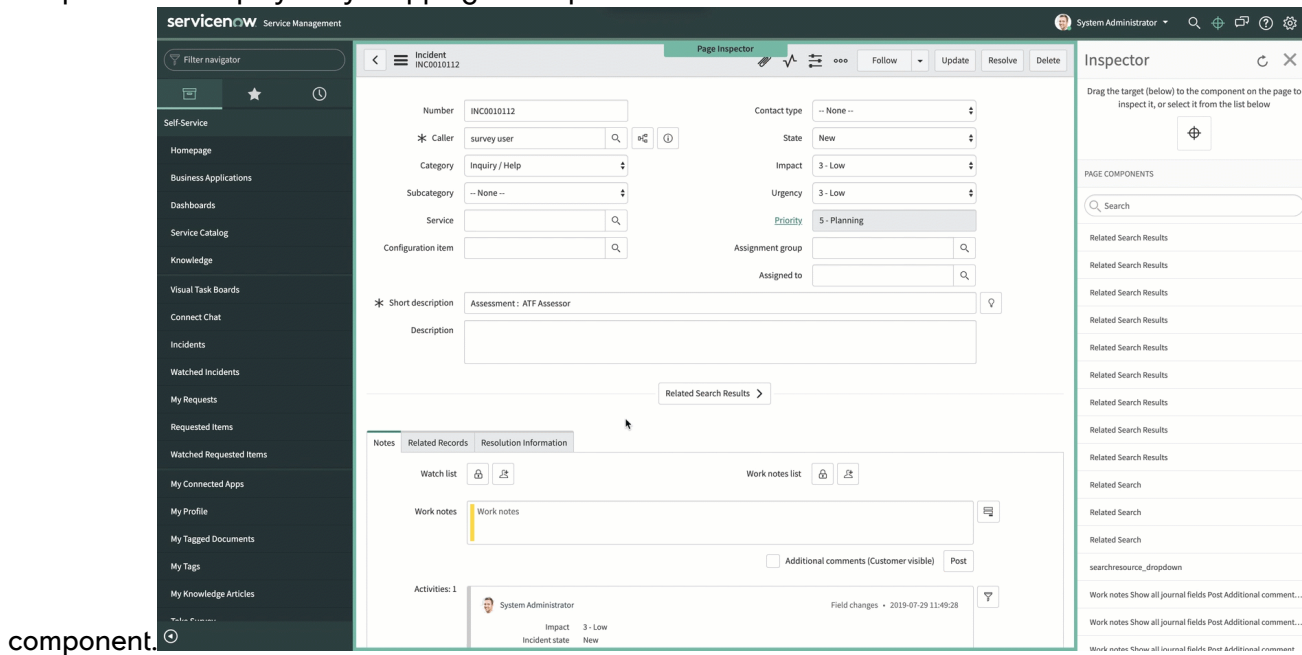 servicenow Service Management
System Administrator
Filter navigator
Self-Service
Homepage
Business Applications
Dashboards
Service Catalog
Knowledge
Visual Task Boards
Connect Chat
Incidents
Watched Incidents
My Requests
Requested Items
Watched Requested Items
My Connected Apps
My Profile
My Tagged Documents
My Tags
My Knowledge Articles
Incident
INC0010112
Page Inspector
Follow Update Resolve Delete
Number INC0010112
Caller survey user
Category Inquiry / Help
Subcategory -- None --
Service
Configuration item
Contact type -- None --
State New
Impact 3 - Low
Urgency 3 - Low
Priority 5 - Planning
Assignment group
Assigned to
Short description Assessment : ATF Assessor
Description
Related Search Results
Notes Related Records Resolution Information
Watch list Work notes list
Work notes Work notes
Additional comments (Customer visible) Post
Activities: 1
System Administrator Field changes • 2019-07-29 11:49:28
Impact 3 - Low
Incident state New
Inspector
Drag the target (below) to the component on the page to
inspect it, or select it from the list below
PAGE COMPONENTS
Search
Related Search Results
Related Search Results
Related Search Results
Related Search Results
Related Search Results
Related Search Results
Related Search Results
Related Search Results
Related Search Results
Related Search
Related Search
Related Search
searchresource_dropdown
Work notes Show all journal fields Post Additional comment...
Work notes Show all journal fields Post Additional comment...
Work notes Show all journal fields Post Additional comment
component.